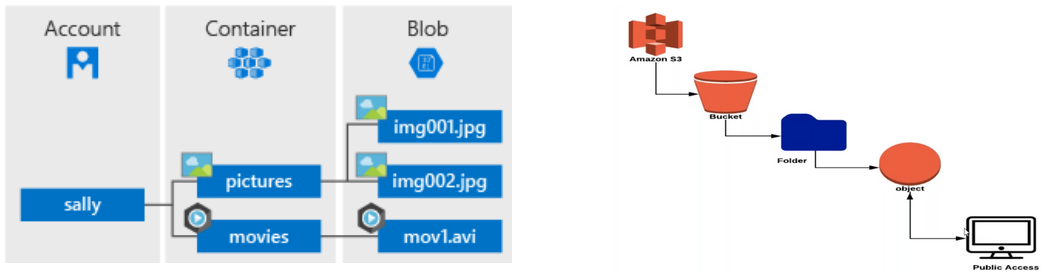 Account
Container
Blob
img001.jpg
pictures
img002.jpg
sally
movies
mov1.avi
Amazon S3
Bucket
Folder
object
Public Access